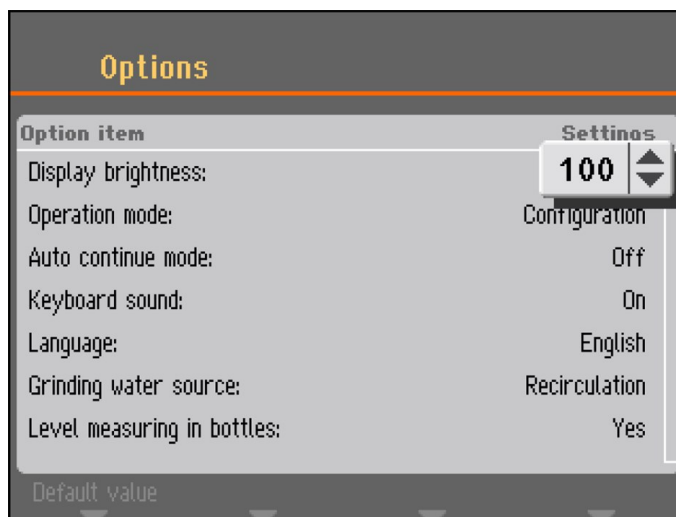 Options
Option item Settings
Display brightness: 100
Operation mode: Configuration
Auto continue mode: Off
Keyboard sound: On
Language: English
Grinding water source: Recirculation
Level measuring in bottles: Yes
Default value